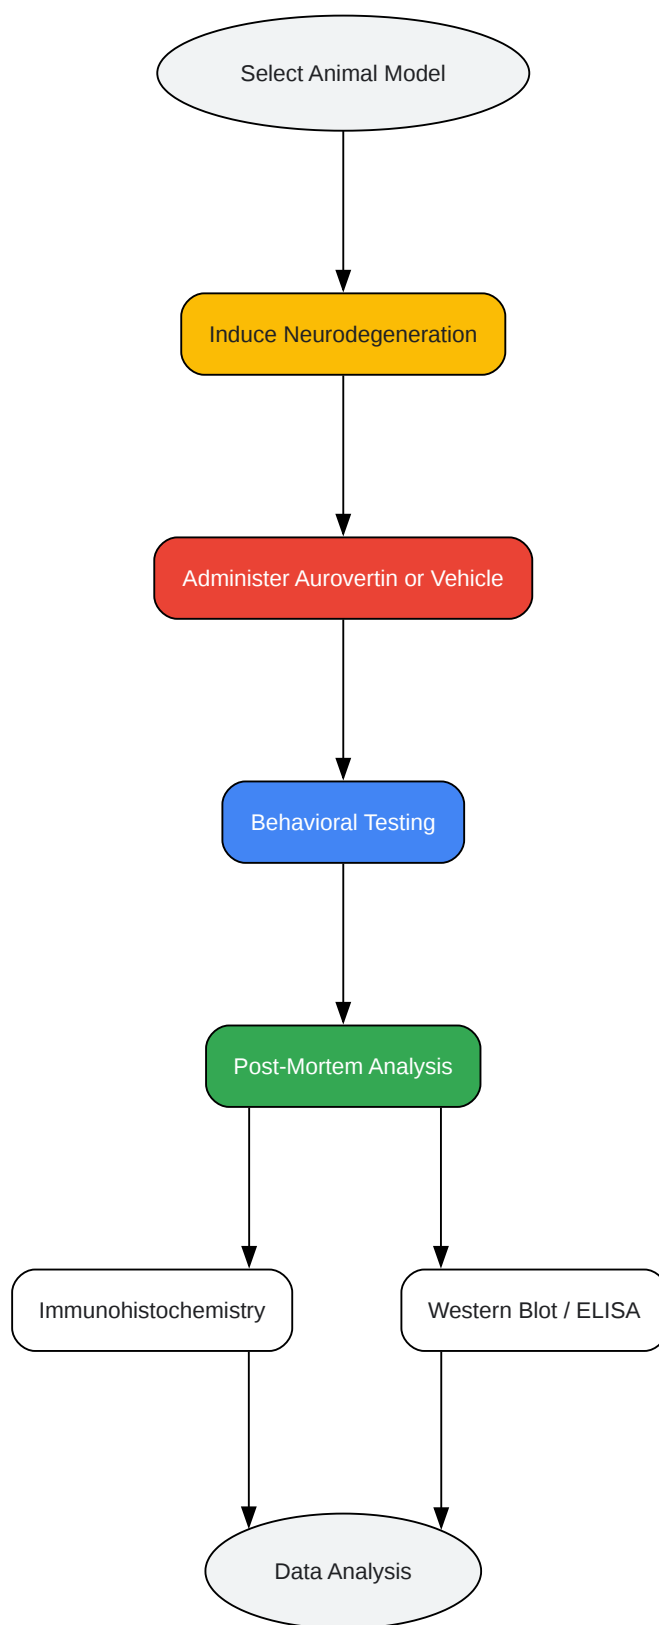 Select Animal Model
Induce Neurodegeneration
Administer Aurovertin or Vehicle
Behavioral Testing
Post-Mortem Analysis
Immunohistochemistry
Western Blot / ELISA
Data Analysis